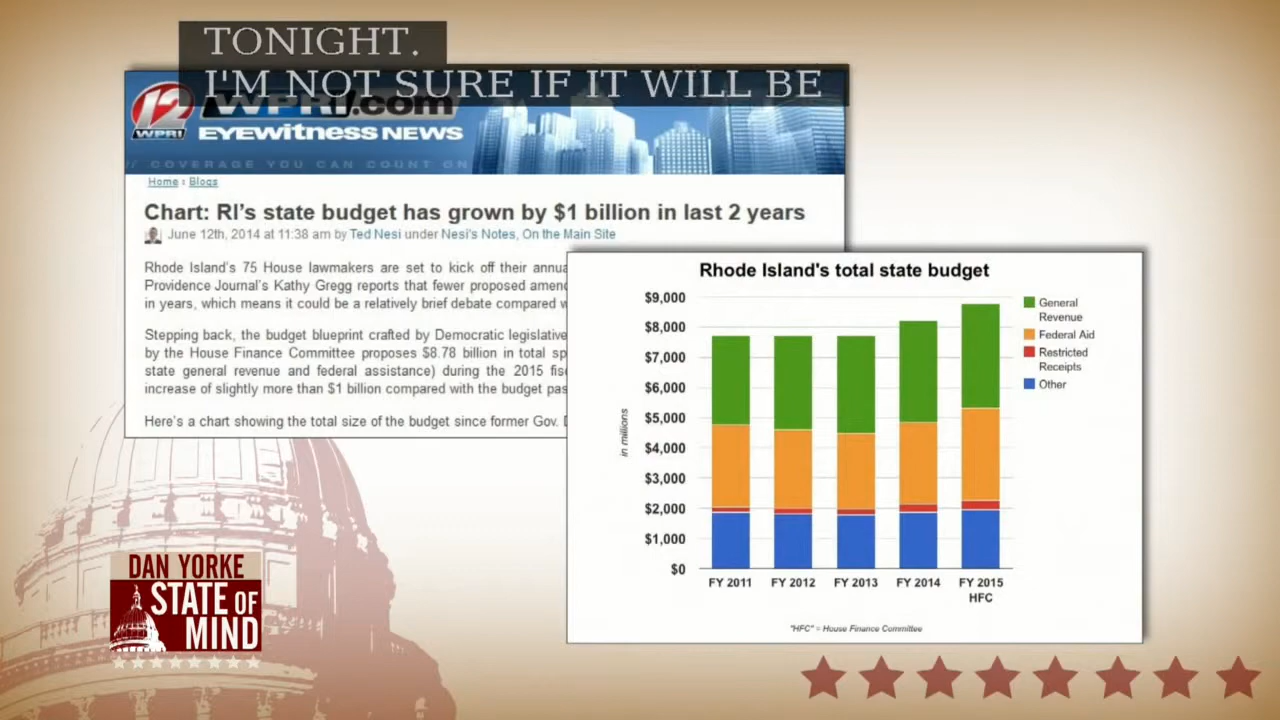 TONIGHT.
I'M NOT SURE IF IT WILL BE
12
WPRI
WPRI.com
EYEWITNESS NEWS
// COVERAGE YOU CAN COUNT ON
Home : Blogs
Chart: RI's state budget has grown by $1 billion in last 2 years
June 12th, 2014 at 11:38 am by Ted Nesi under Nesi's Notes, On the Main Site
Rhode Island's 75 House lawmakers are set to kick off their annua
Providence Journal's Kathy Gregg reports that fewer proposed amend
in years, which means it could be a relatively brief debate compared w
Stepping back, the budget blueprint crafted by Democratic legislative
by the House Finance Committee proposes $8.78 billion in total sp
state general revenue and federal assistance) during the 2015 fis
increase of slightly more than $1 billion compared with the budget pas
Here's a chart showing the total size of the budget since former Gov.
Rhode Island's total state budget
$9,000
$8,000
$7,000
$6,000
$5,000
$4,000
$3,000
$2,000
$1,000
$0
in millions
FY 2011 FY 2012 FY 2013 FY 2014 FY 2015
HFC
General
Revenue
Federal Aid
Restricted
Receipts
Other
"HFC" = House Finance Committee
DAN YORKE
STATE OF
MIND